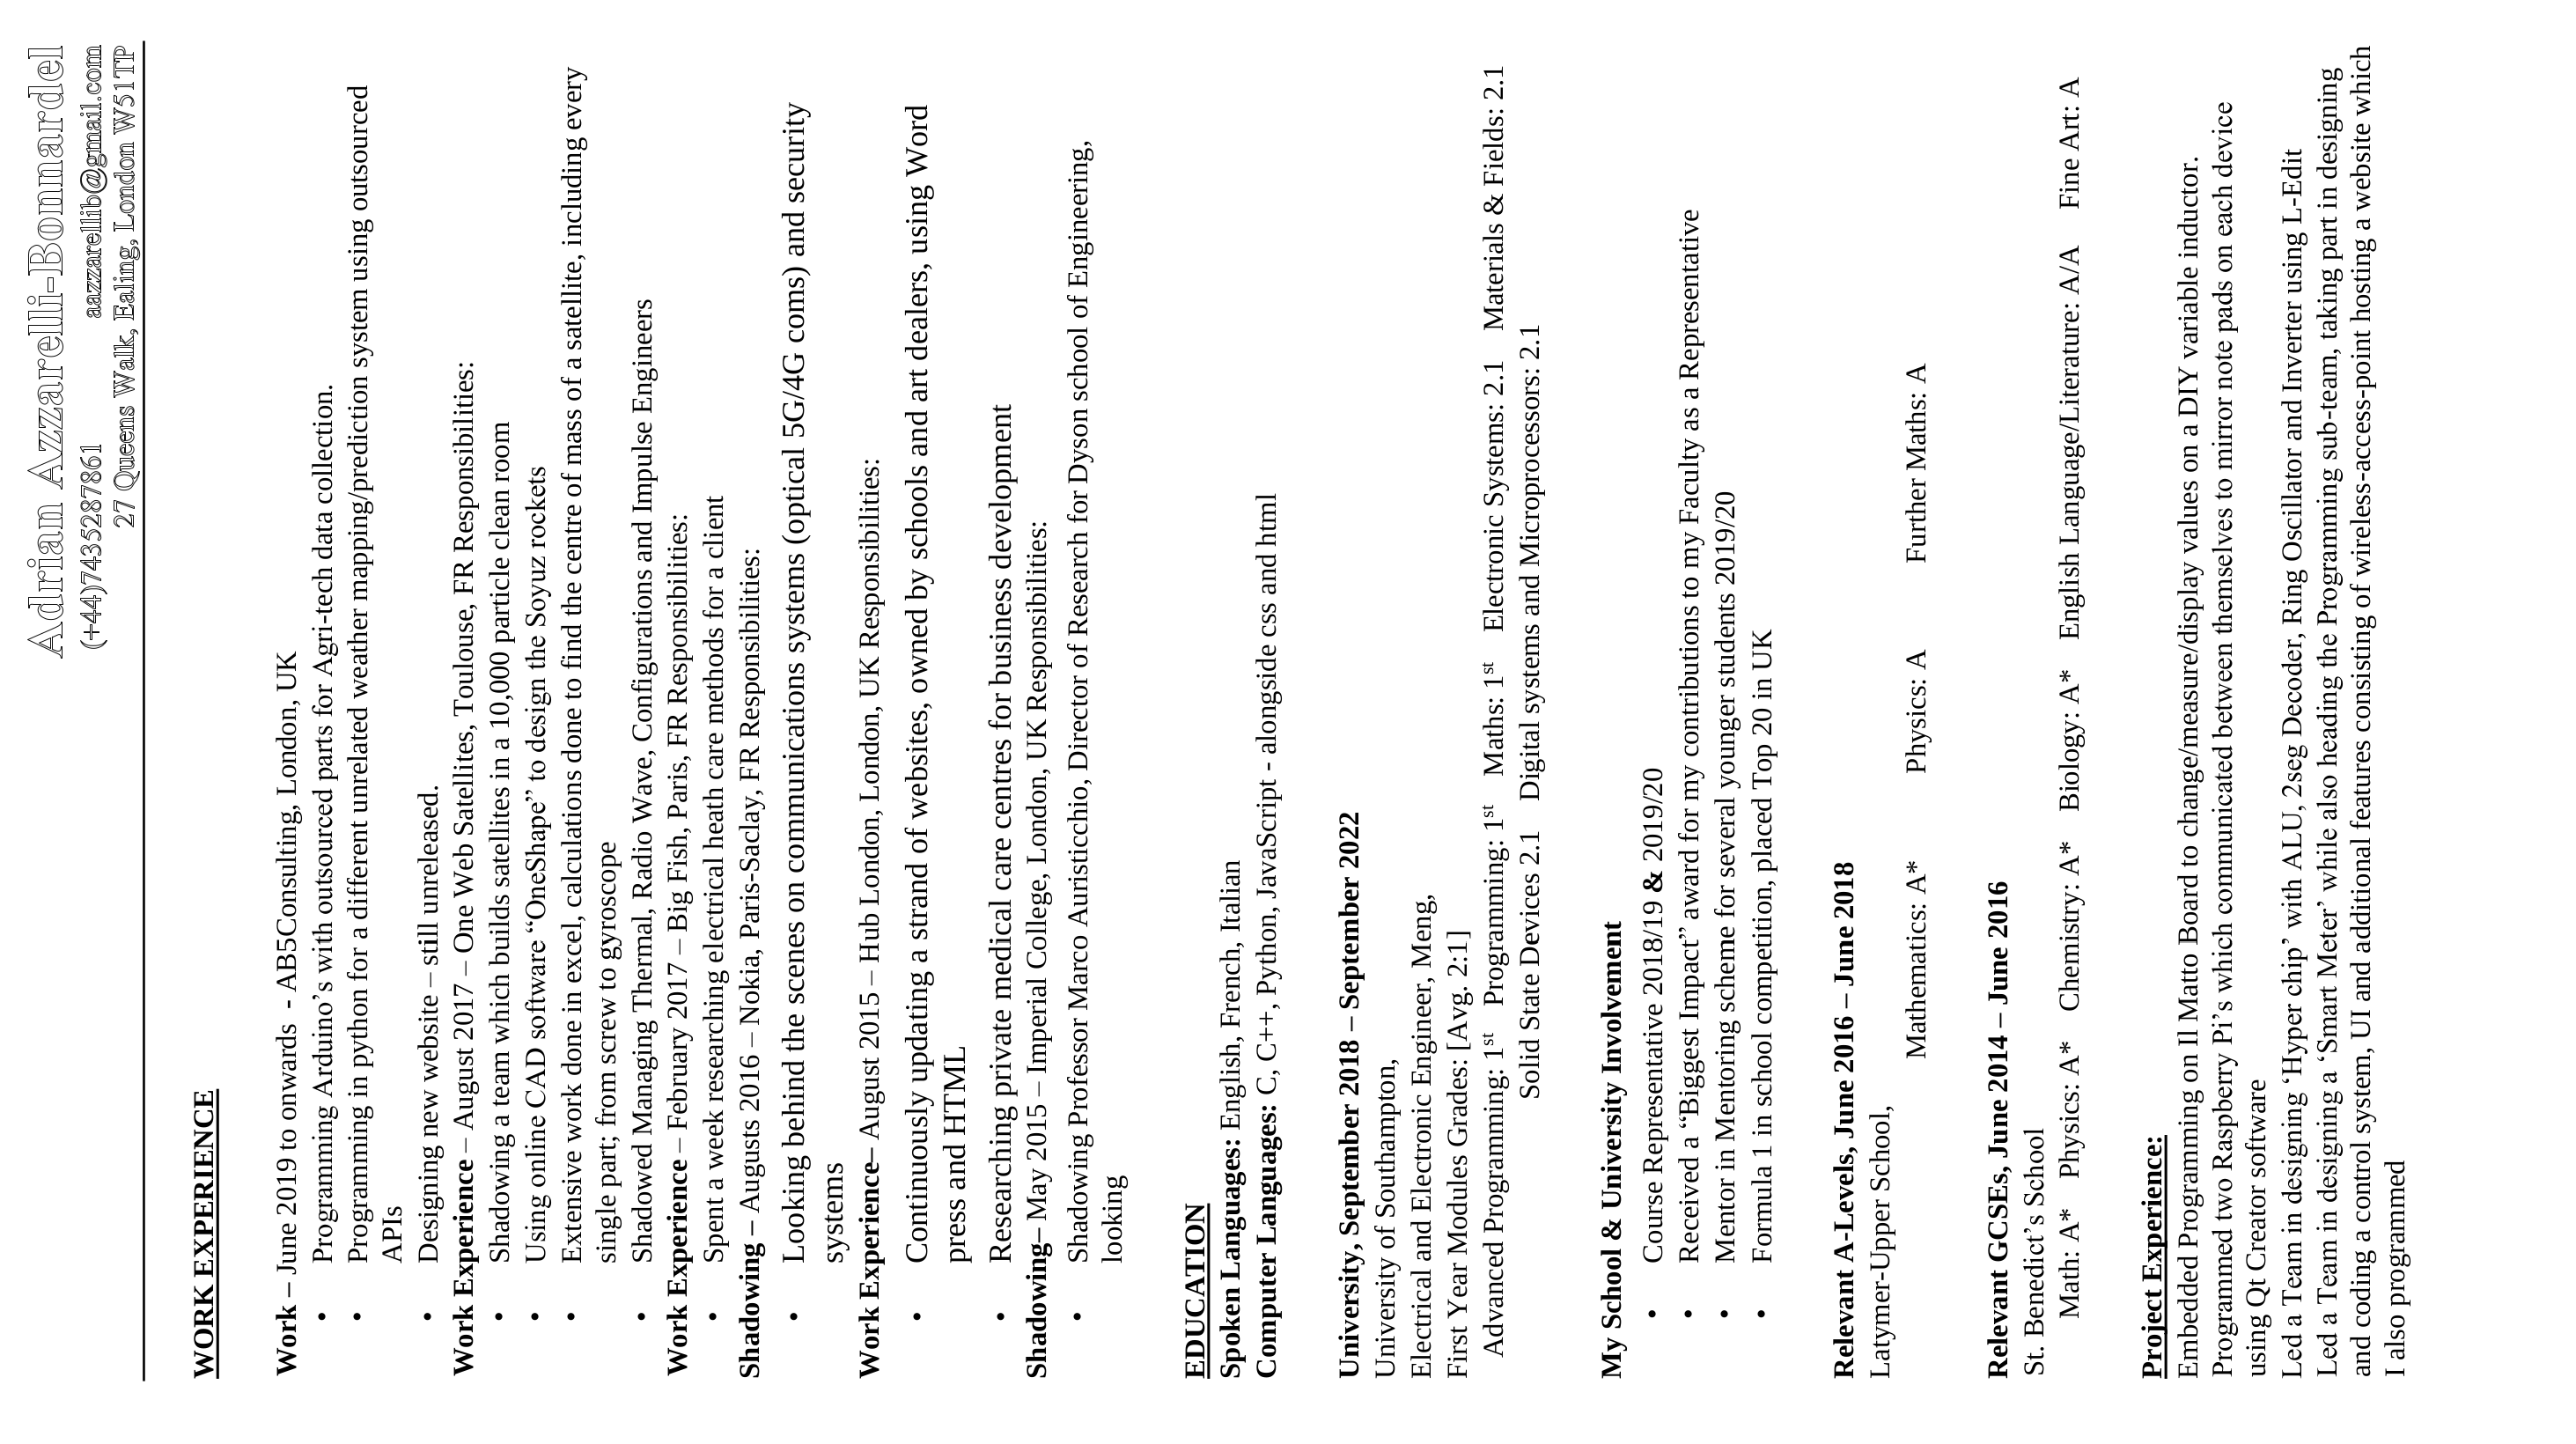 Adrian Azzarelli-Bonnardel
(+44)7435287861 aazzarellib@gmail.com
27 Queens Walk, Ealing, London W51TP
WORK EXPERIENCE
Work – June 2019 to onwards - AB5Consulting, London, UK
• Programming Arduino’s with outsourced parts for Agri-tech data collection.
• Programming in python for a different unrelated weather mapping/prediction system using outsourced
APIs
• Designing new website – still unreleased.
Work Experience – August 2017 – One Web Satellites, Toulouse, FR Responsibilities:
• Shadowing a team which builds satellites in a 10,000 particle clean room
• Using online CAD software “OneShape” to design the Soyuz rockets
• Extensive work done in excel, calculations done to find the centre of mass of a satellite, including every
single part; from screw to gyroscope
• Shadowed Managing Thermal, Radio Wave, Configurations and Impulse Engineers
Work Experience – February 2017 – Big Fish, Paris, FR Responsibilities:
• Spent a week researching electrical heath care methods for a client
Shadowing – Augusts 2016 – Nokia, Paris-Saclay, FR Responsibilities:
• Looking behind the scenes on communications systems (optical 5G/4G coms) and security
systems
Work Experience– August 2015 – Hub London, London, UK Responsibilities:
• Continuously updating a strand of websites, owned by schools and art dealers, using Word
press and HTML
• Researching private medical care centres for business development
Shadowing– May 2015 – Imperial College, London, UK Responsibilities:
• Shadowing Professor Marco Auristicchio, Director of Research for Dyson school of Engineering,
looking
EDUCATION
Spoken Languages: English, French, Italian
Computer Languages: C, C++, Python, JavaScript - alongside css and html
University, September 2018 – September 2022
University of Southampton,
Electrical and Electronic Engineer, Meng,
First Year Modules Grades: [Avg. 2:1]
Advanced Programming: 1st Programming: 1st Maths: 1st Electronic Systems: 2.1 Materials & Fields: 2.1
Solid State Devices 2.1 Digital systems and Microprocessors: 2.1
My School & University Involvement
• Course Representative 2018/19 & 2019/20
• Received a “Biggest Impact” award for my contributions to my Faculty as a Representative
• Mentor in Mentoring scheme for several younger students 2019/20
• Formula 1 in school competition, placed Top 20 in UK
Relevant A-Levels, June 2016 – June 2018
Latymer-Upper School,
Mathematics: A* Physics: A Further Maths: A
Relevant GCSEs, June 2014 – June 2016
St. Benedict’s School
Math: A* Physics: A* Chemistry: A* Biology: A* English Language/Literature: A/A Fine Art: A
Project Experience:
Embedded Programming on Il Matto Board to change/measure/display values on a DIY variable inductor.
Programmed two Raspberry Pi’s which communicated between themselves to mirror note pads on each device
using Qt Creator software
Led a Team in designing ‘Hyper chip’ with ALU, 2seg Decoder, Ring Oscillator and Inverter using L-Edit
Led a Team in designing a ‘Smart Meter’ while also heading the Programming sub-team, taking part in designing
and coding a control system, UI and additional features consisting of wireless-access-point hosting a website which
I also programmed